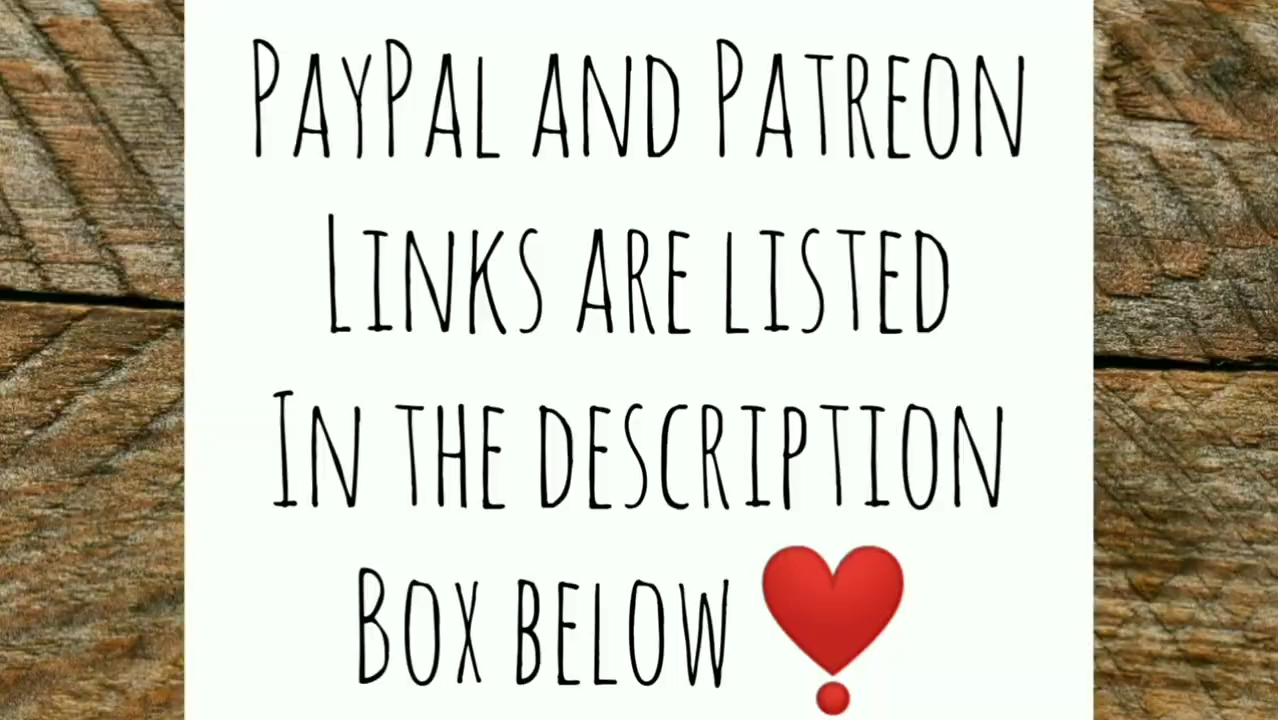 PayPal and Patreon
Links are listed
In the description
Box below ❣